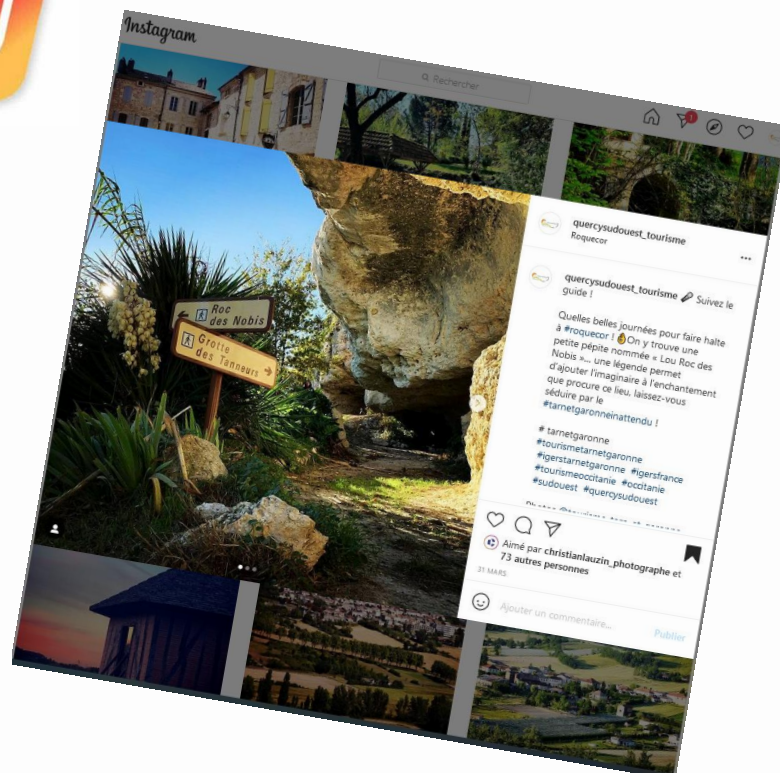 Instagram
Rechercher
1
quercysudouest_tourisme
Roquecor
quercysudouest_tourisme Suivez le
guide !
Quelles belles journées pour faire halte
à #roquecor ! On y trouve une
petite pépite nommée « Lou Roc des
Nobis »... une légende permet
d'ajouter l'imaginaire à l'enchantement
que procure ce lieu, laissez-vous
séduire par le
#tarnetgaronneinattendu !
# tarnetgaronne
#tourismetarnetgaronne
#igerstarnetgaronne #igersfrance
#tourismeoccitanie #occitanie
#sudouest #quercysudouest
Aimé par christianlauzin_photographe et
73 autres personnes
31 MARS
Ajouter un commentaire...
Publier
Roc
des Nobis
Grotte
des Tanneurs